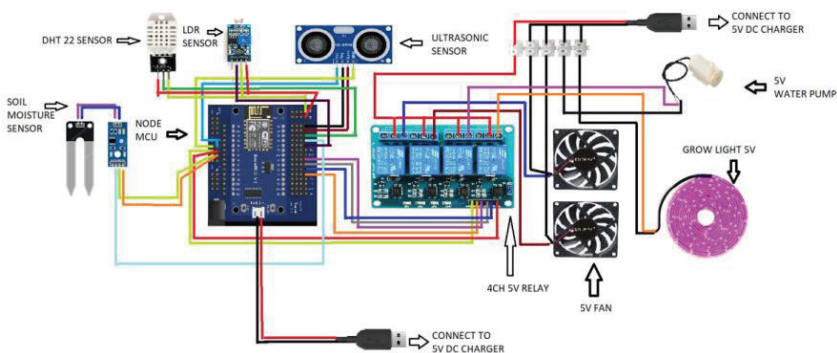 DHT 22 SENSOR
LDR
SENSOR
ULTRASONIC
SENSOR
CONNECT TO
5V DC CHARGER
5V
WATER PUMP
SOIL
MOISTURE
SENSOR
NODE
MCU
GROW LIGHT 5V
4CH 5V RELAY
5V FAN
CONNECT TO
5V DC CHARGER